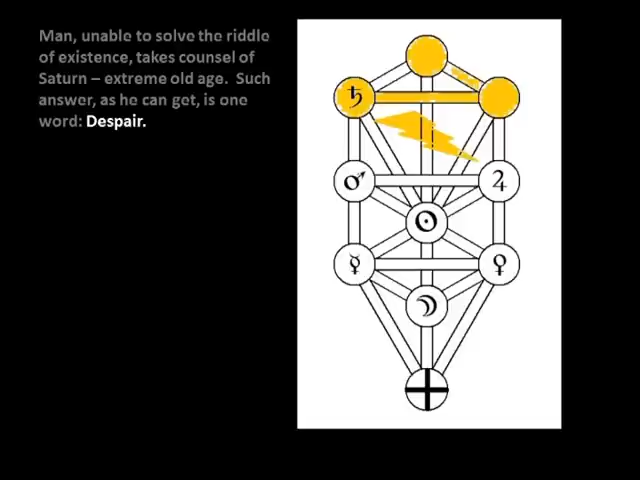 Man, unable to solve the riddle
of existence, takes counsel of
Saturn – extreme old age.  Such
answer, as he can get, is one
word: Despair.
♄
♂ ♃
☉
☿ ♀
☽